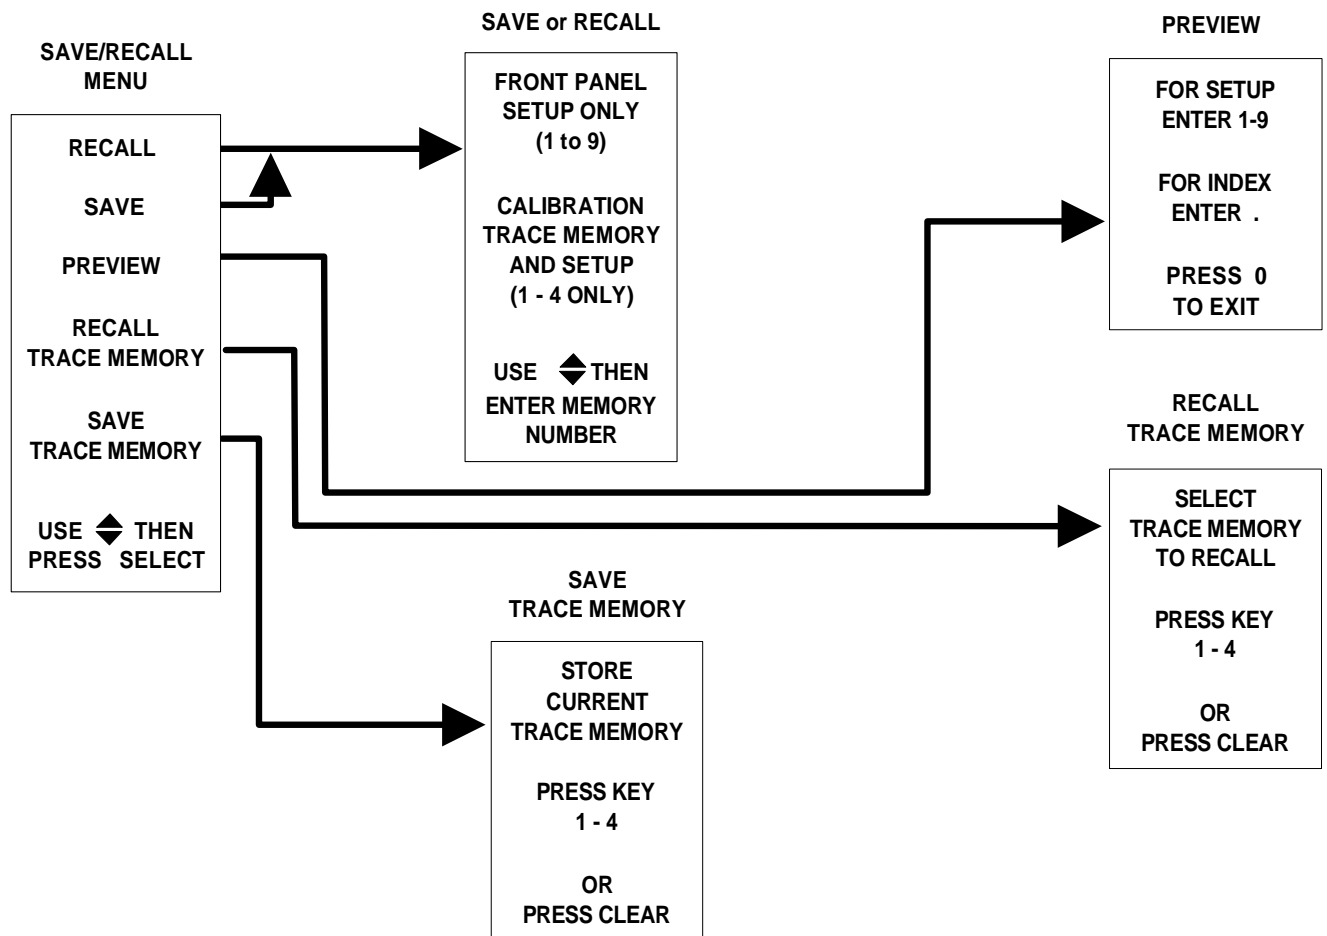 SAVE/RECALL
MENU
RECALL
SAVE
PREVIEW
RECALL
TRACE MEMORY
SAVE
TRACE MEMORY
USE THEN
PRESS SELECT
SAVE or RECALL
FRONT PANEL
SETUP ONLY
(1 to 9)
CALIBRATION
TRACE MEMORY
AND SETUP
(1 - 4 ONLY)
USE THEN
ENTER MEMORY
NUMBER
PREVIEW
FOR SETUP
ENTER 1-9
FOR INDEX
ENTER .
PRESS 0
TO EXIT
RECALL
TRACE MEMORY
SELECT
TRACE MEMORY
TO RECALL
PRESS KEY
1 - 4
OR
PRESS CLEAR
SAVE
TRACE MEMORY
STORE
CURRENT
TRACE MEMORY
PRESS KEY
1 - 4
OR
PRESS CLEAR